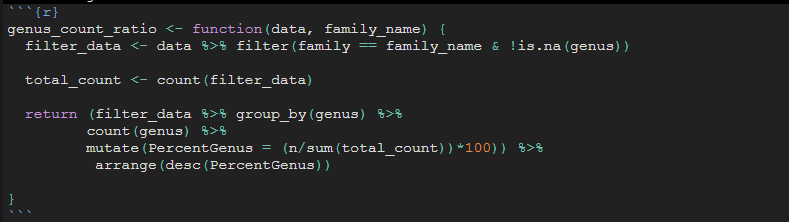 ```{r}
genus_count_ratio <- function(data, family_name) {
  filter_data <- data %>% filter(family == family_name & !is.na(genus))
  total_count <- count(filter_data)
  return (filter_data %>% group_by(genus) %>%
         count(genus) %>%
         mutate(PercentGenus = (n/sum(total_count))*100)) %>%
          arrange(desc(PercentGenus))
}
```